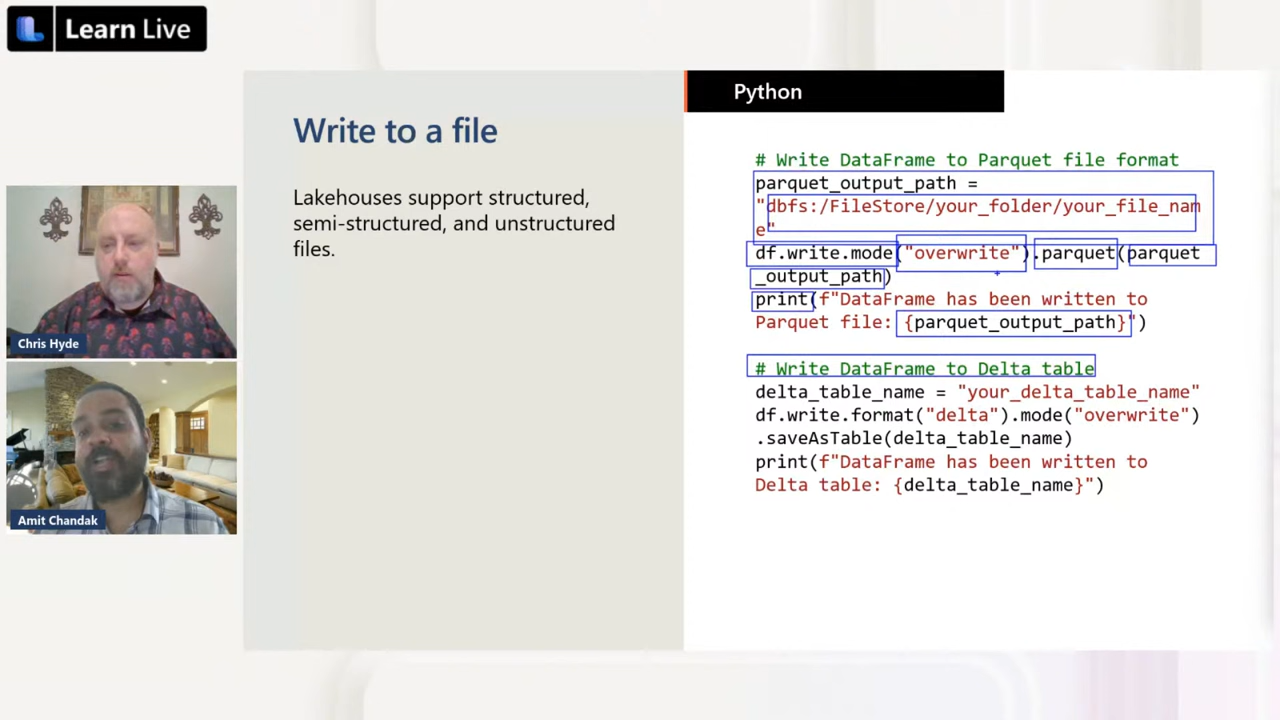 Learn Live
Python
Write to a file
Lakehouses support structured,
semi-structured, and unstructured
files.
# Write DataFrame to Parquet file format
parquet_output_path =
"dbfs:/FileStore/your_folder/your_file_nam
e"
df.write.mode("overwrite").parquet(parquet
_output_path)
print(f"DataFrame has been written to
Parquet file: {parquet_output_path}")
# Write DataFrame to Delta table
delta_table_name = "your_delta_table_name"
df.write.format("delta").mode("overwrite")
.saveAsTable(delta_table_name)
print(f"DataFrame has been written to
Delta table: {delta_table_name}")
Chris Hyde
Amit Chandak